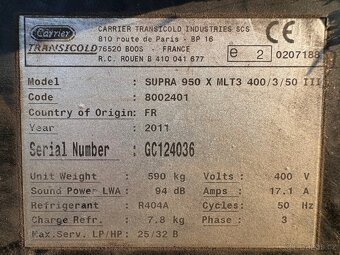 Carrier
TRANSICOLD
CARRIER TRANSICOLD INDUSTRIES SCS
810 route de Paris - BP 16
76520 BOOS - FRANCE
R.C. ROUEN B 410 041 677
CE
e 2 0207188
Model : SUPRA 950 X MLT3 400/3/50 III
Code : 8002401
Country of Origin: FR
Year : 2011
Serial Number : GC124036
Unit Weight : 590 kg Volts : 400 V
Sound Power LWA: 94 dB Amps : 17.1 A
Refrigerant : R404A Cycles: 50 Hz
Charge Refr. : 7.8 kg Phase : 3
Max.Serv. LP/HP: 25/32 B